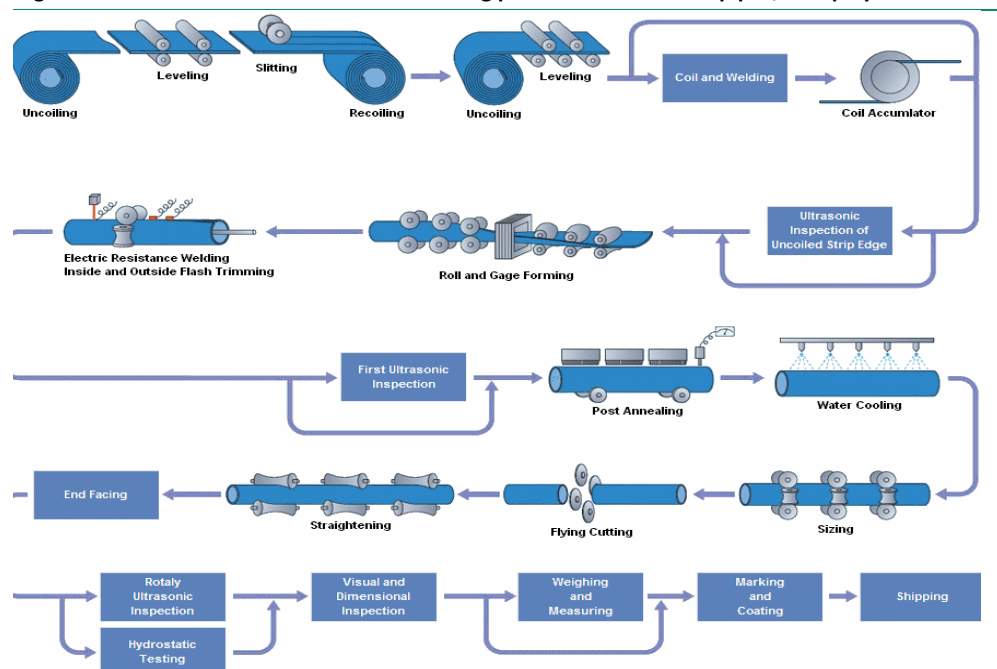 Leveling
Slitting
Leveling
Coil and Welding
Uncoiling
Recoiling
Uncoiling
Coil Accumlator
Ultrasonic
Inspection of
Uncoiled Strip Edge
Electric Resistance Welding
Inside and Outside Flash Trimming
Roll and Gage Forming
First Ultrasonic
Inspection
Post Annealing
Water Cooling
End Facing
Straightening
Flying Cutting
Sizing
Rotaly
Ultrasonic
Inspection
Visual and
Dimensional
Inspection
Weighing
and
Measuring
Marking
and
Coating
Shipping
Hydrostatic
Testing